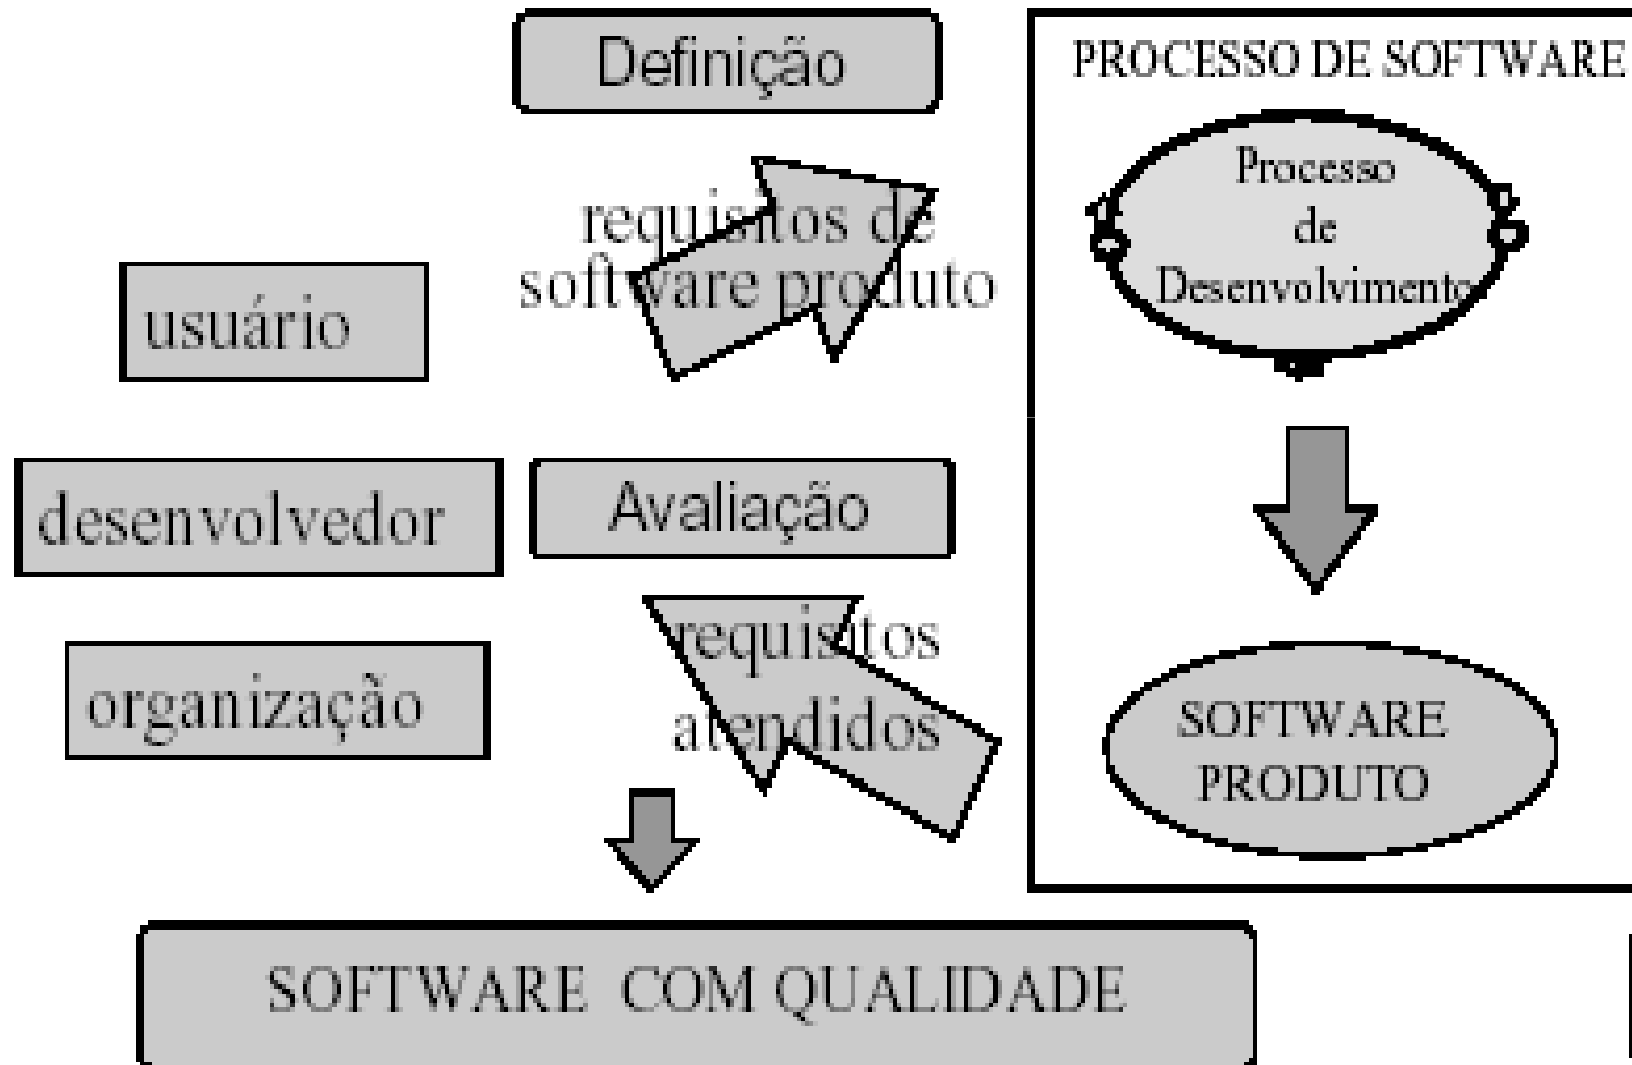 Definição
PROCESSO DE SOFTWARE
Processo
de
Desenvolvimento
requisitos de
software produto
usuário
desenvolvedor
Avaliação
organização
requisitos
atendidos
SOFTWARE
PRODUTO
SOFTWARE COM QUALIDADE